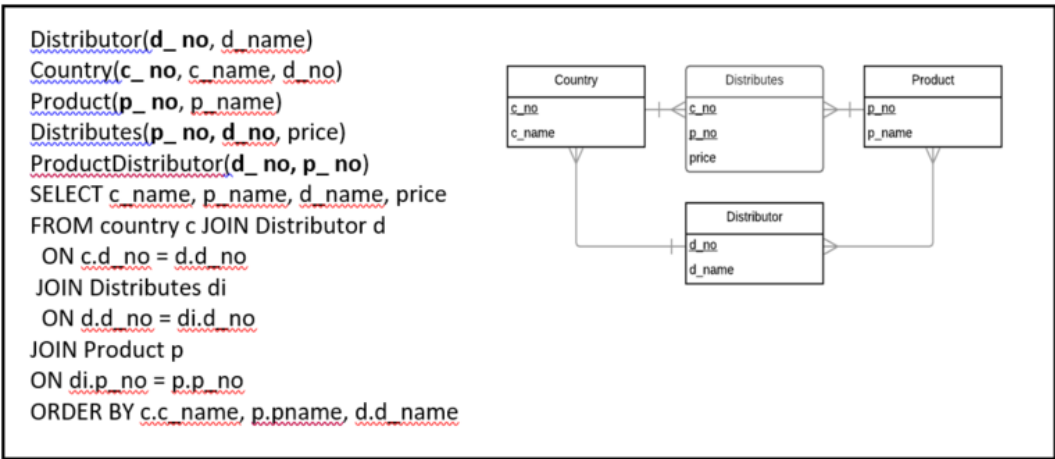 Distributor(d_ no, d_name)
Country(c_ no, c_name, d_no)
Product(p_ no, p_name)
Distributes(p_ no, d_no, price)
ProductDistributor(d_ no, p_ no)
SELECT c_name, p_name, d_name, price
FROM country c JOIN Distributor d
ON c.d_no = d.d_no
JOIN Distributes di
ON d.d_no = di.d_no
JOIN Product p
ON di.p_no = p.p_no
ORDER BY c.c_name, p.pname, d.d_name
Country
c_no
c_name
Distributes
c_no
p_no
price
Product
p_no
p_name
Distributor
d_no
d_name